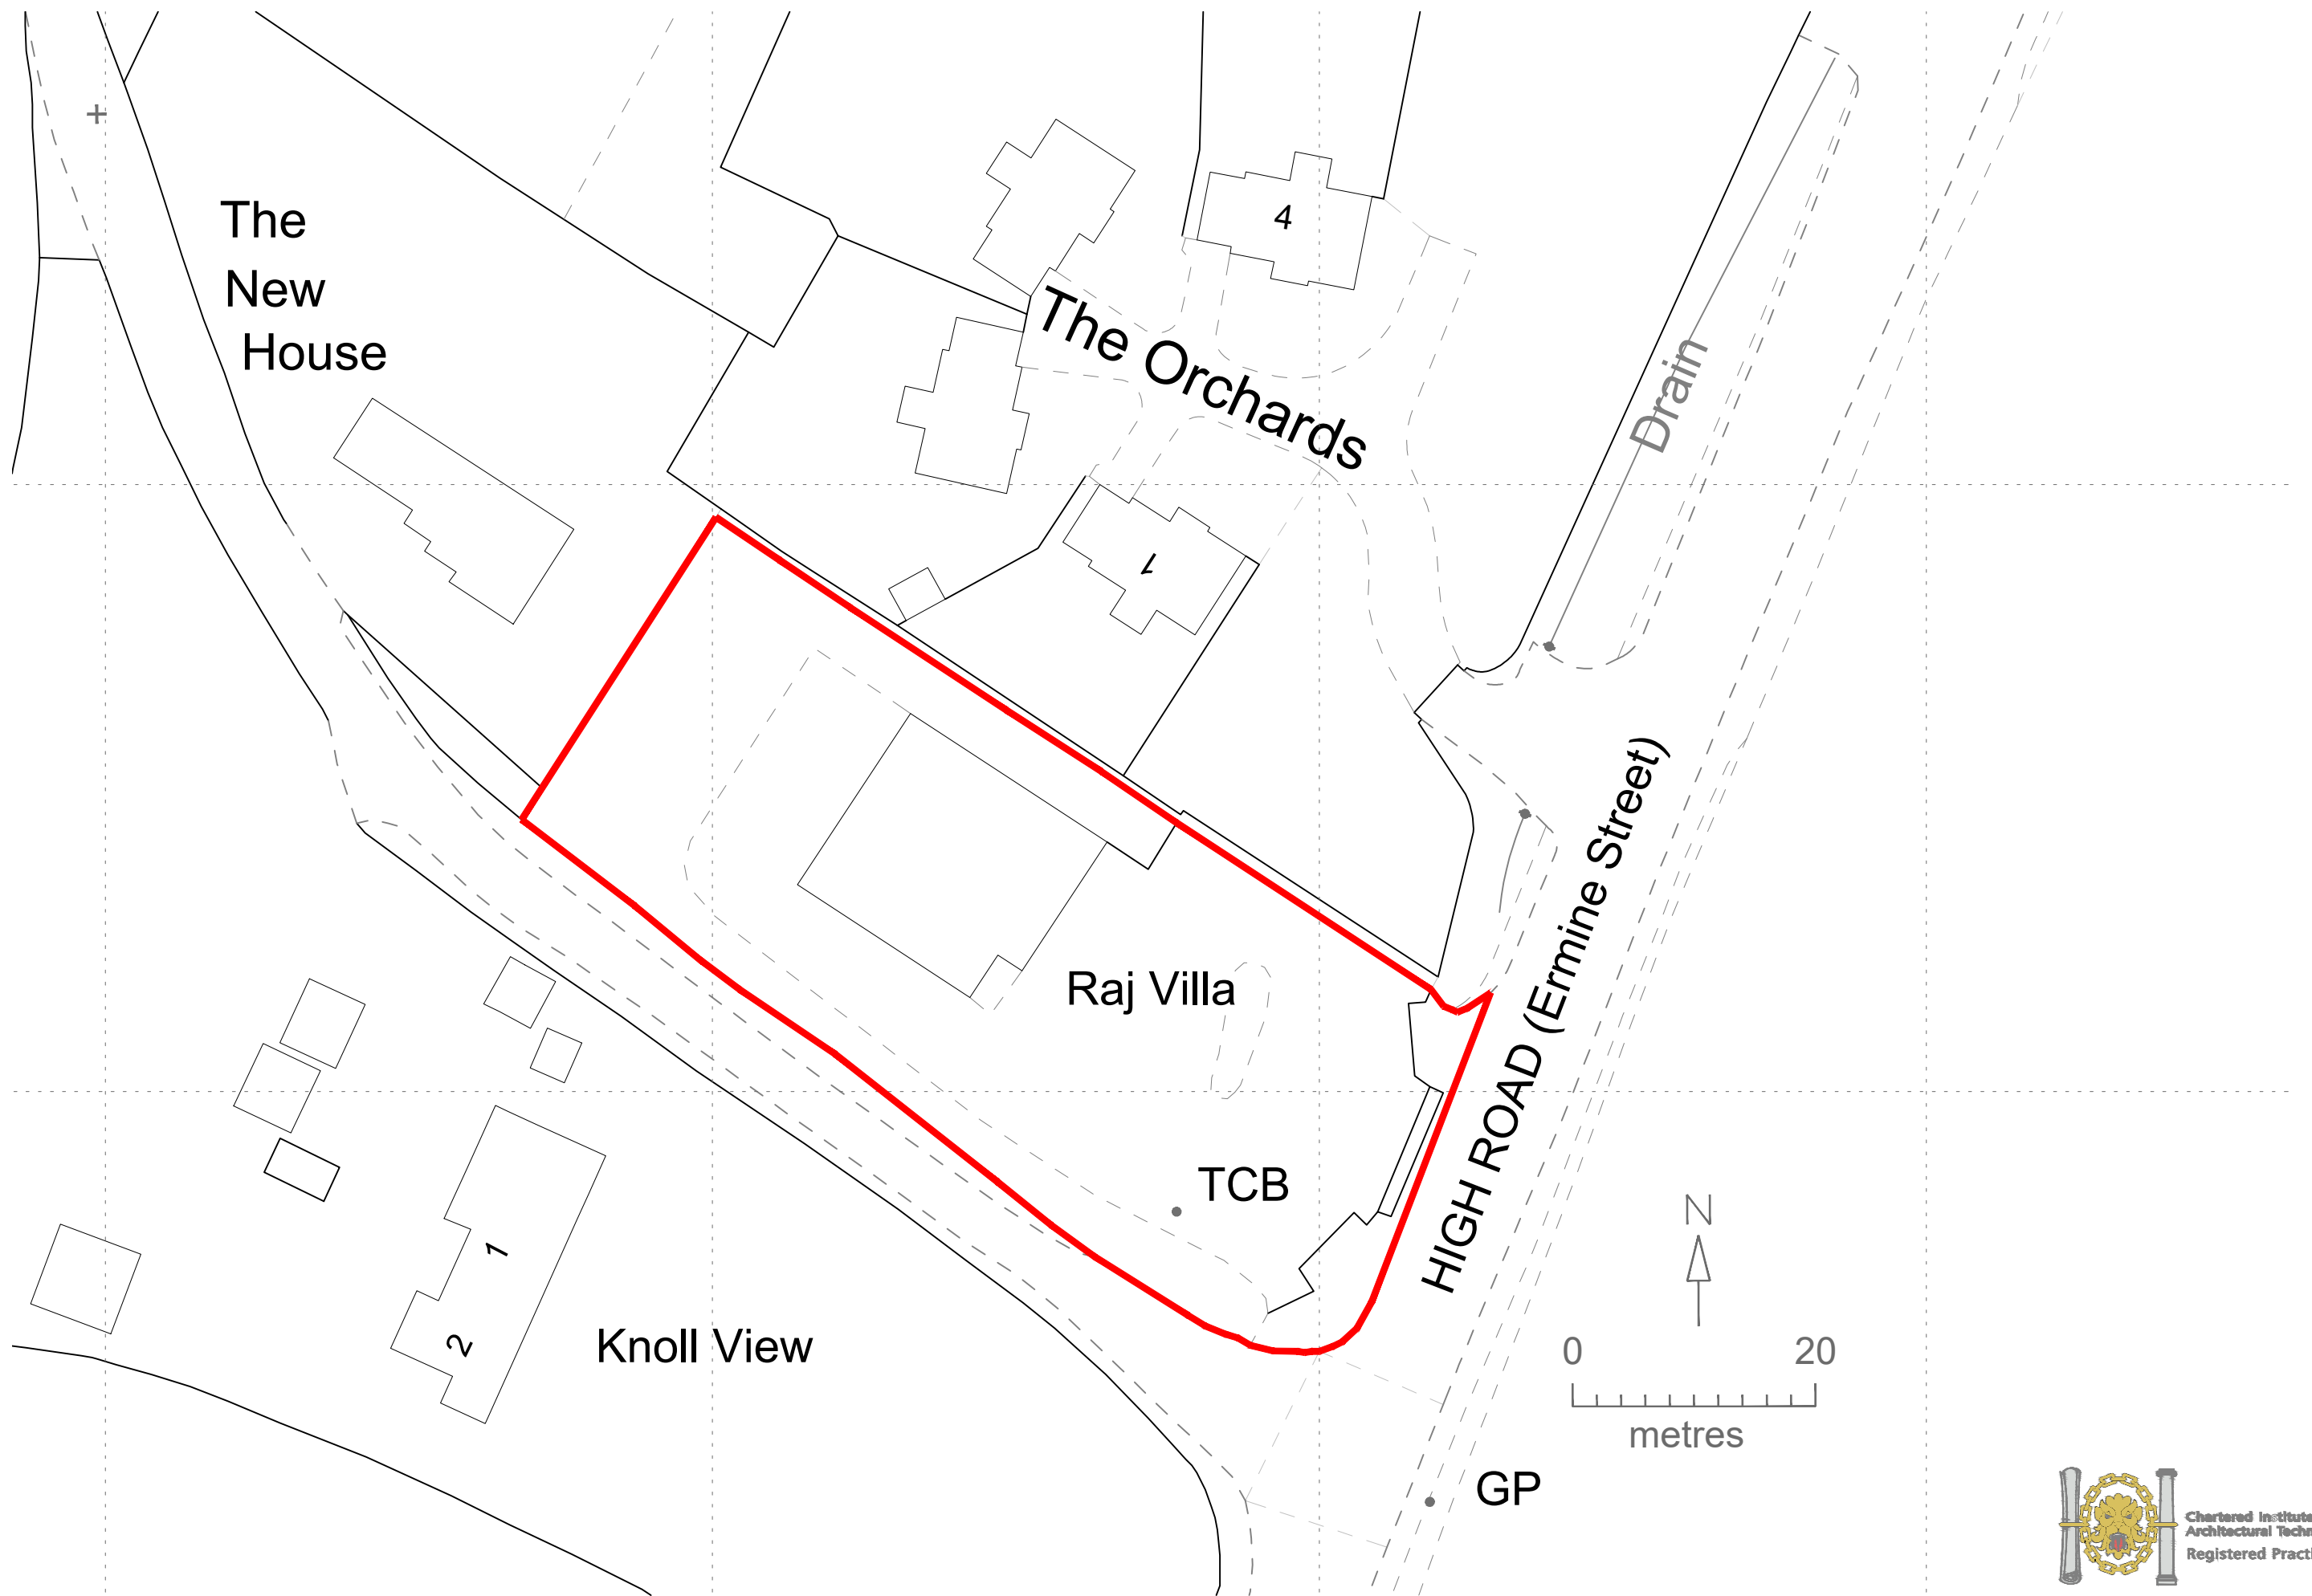 The
New
House
4
The Orchards
Drain
1
HIGH ROAD (Ermine Street)
Raj Villa
TCB
N
1
2
Knoll View
0 20
metres
GP
Chartered Institute
Architectural Techn
Registered Practi